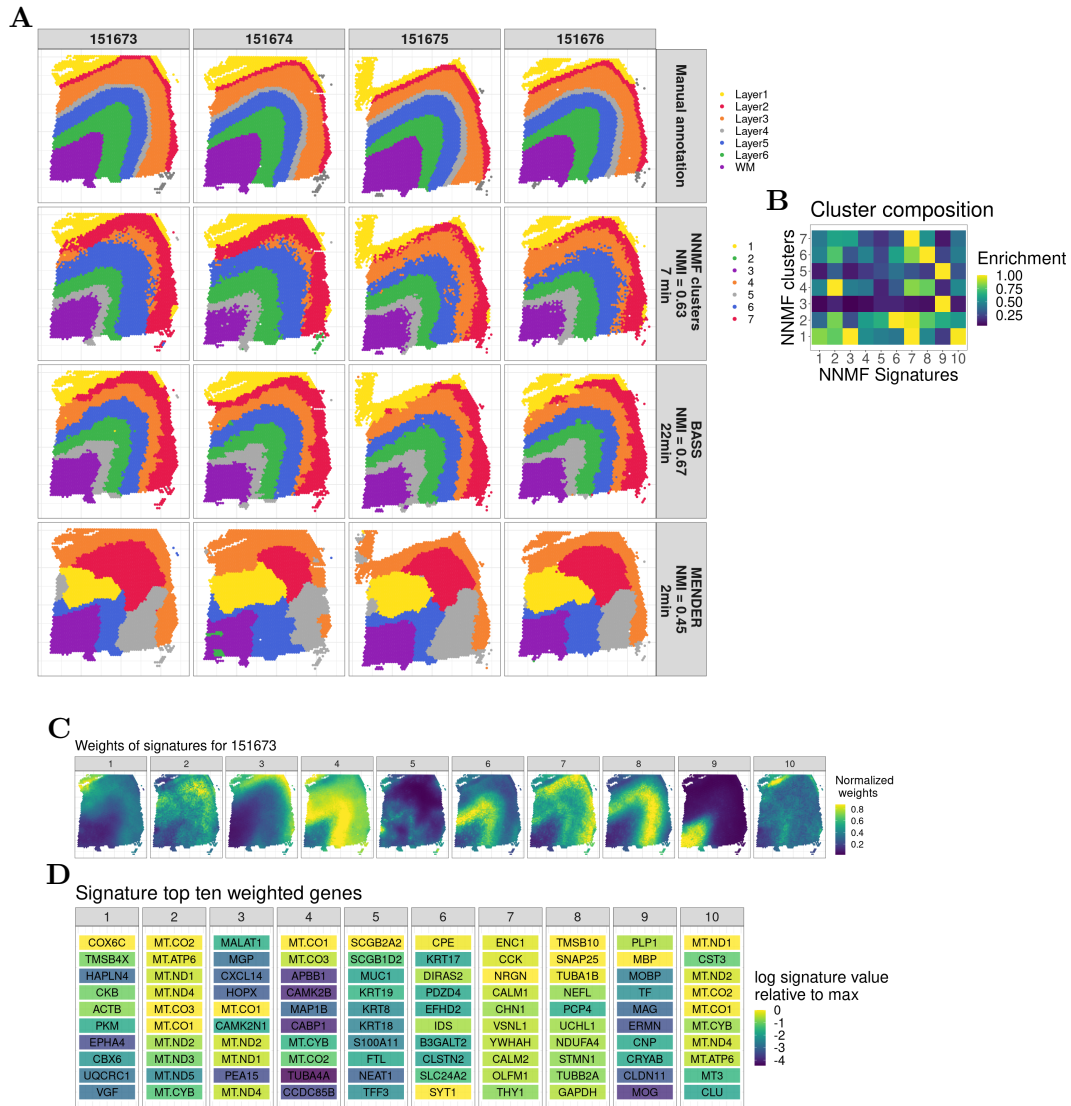 A
151673 151674 151675 151676
Manual annotation
Layer1
Layer2
Layer3
Layer4
Layer5
Layer6
WM
NNMF clusters
NMI = 0.63
7 min
1
2
3
4
5
6
7
BASS
NMI = 0.67
22min
MENDER
NMI = 0.45
2min
B
Cluster composition
NNMF clusters
7
6
5
4
3
2
1
1 2 3 4 5 6 7 8 9 10
NNMF Signatures
Enrichment
1.00
0.75
0.50
0.25
C
Weights of signatures for 151673
1 2 3 4 5 6 7 8 9 10
Normalized
weights
0.8
0.6
0.4
0.2
D
Signature top ten weighted genes
1 2 3 4 5 6 7 8 9 10
COX6C MT.CO2 MALAT1 MT.CO1 SCGB2A2 CPE ENC1 TMSB10 PLP1 MT.ND1
TMSB4X MT.ATP6 MGP MT.CO3 SCGB1D2 KRT17 CCK SNAP25 MBP CST3
HAPLN4 MT.ND1 CXCL14 APBB1 MUC1 DIRAS2 NRGN TUBA1B MOBP MT.ND2
CKB MT.ND4 HOPX CAMK2B KRT19 PDZD4 CALM1 NEFL TF MT.CO2
ACTB MT.CO3 MT.CO1 MAP1B KRT8 EFHD2 CHN1 PCP4 MAG MT.CO1
PKM MT.CO1 CAMK2N1 CABP1 KRT18 IDS VSNL1 UCHL1 ERMN MT.CYB
EPHA4 MT.ND2 MT.ND2 MT.CYB S100A11 B3GALT2 YWHAH NDUFA4 CNP MT.ND4
CBX6 MT.ND3 MT.ND1 MT.CO2 FTL CLSTN2 CALM2 STMN1 CRYAB MT.ATP6
UQCRC1 MT.ND5 PEA15 TUBA4A NEAT1 SLC24A2 OLFM1 TUBB2A CLDN11 MT3
VGF MT.CYB MT.ND4 CCDC85B TFF3 SYT1 THY1 GAPDH MOG CLU
log signature value
relative to max
0
-1
-2
-3
-4